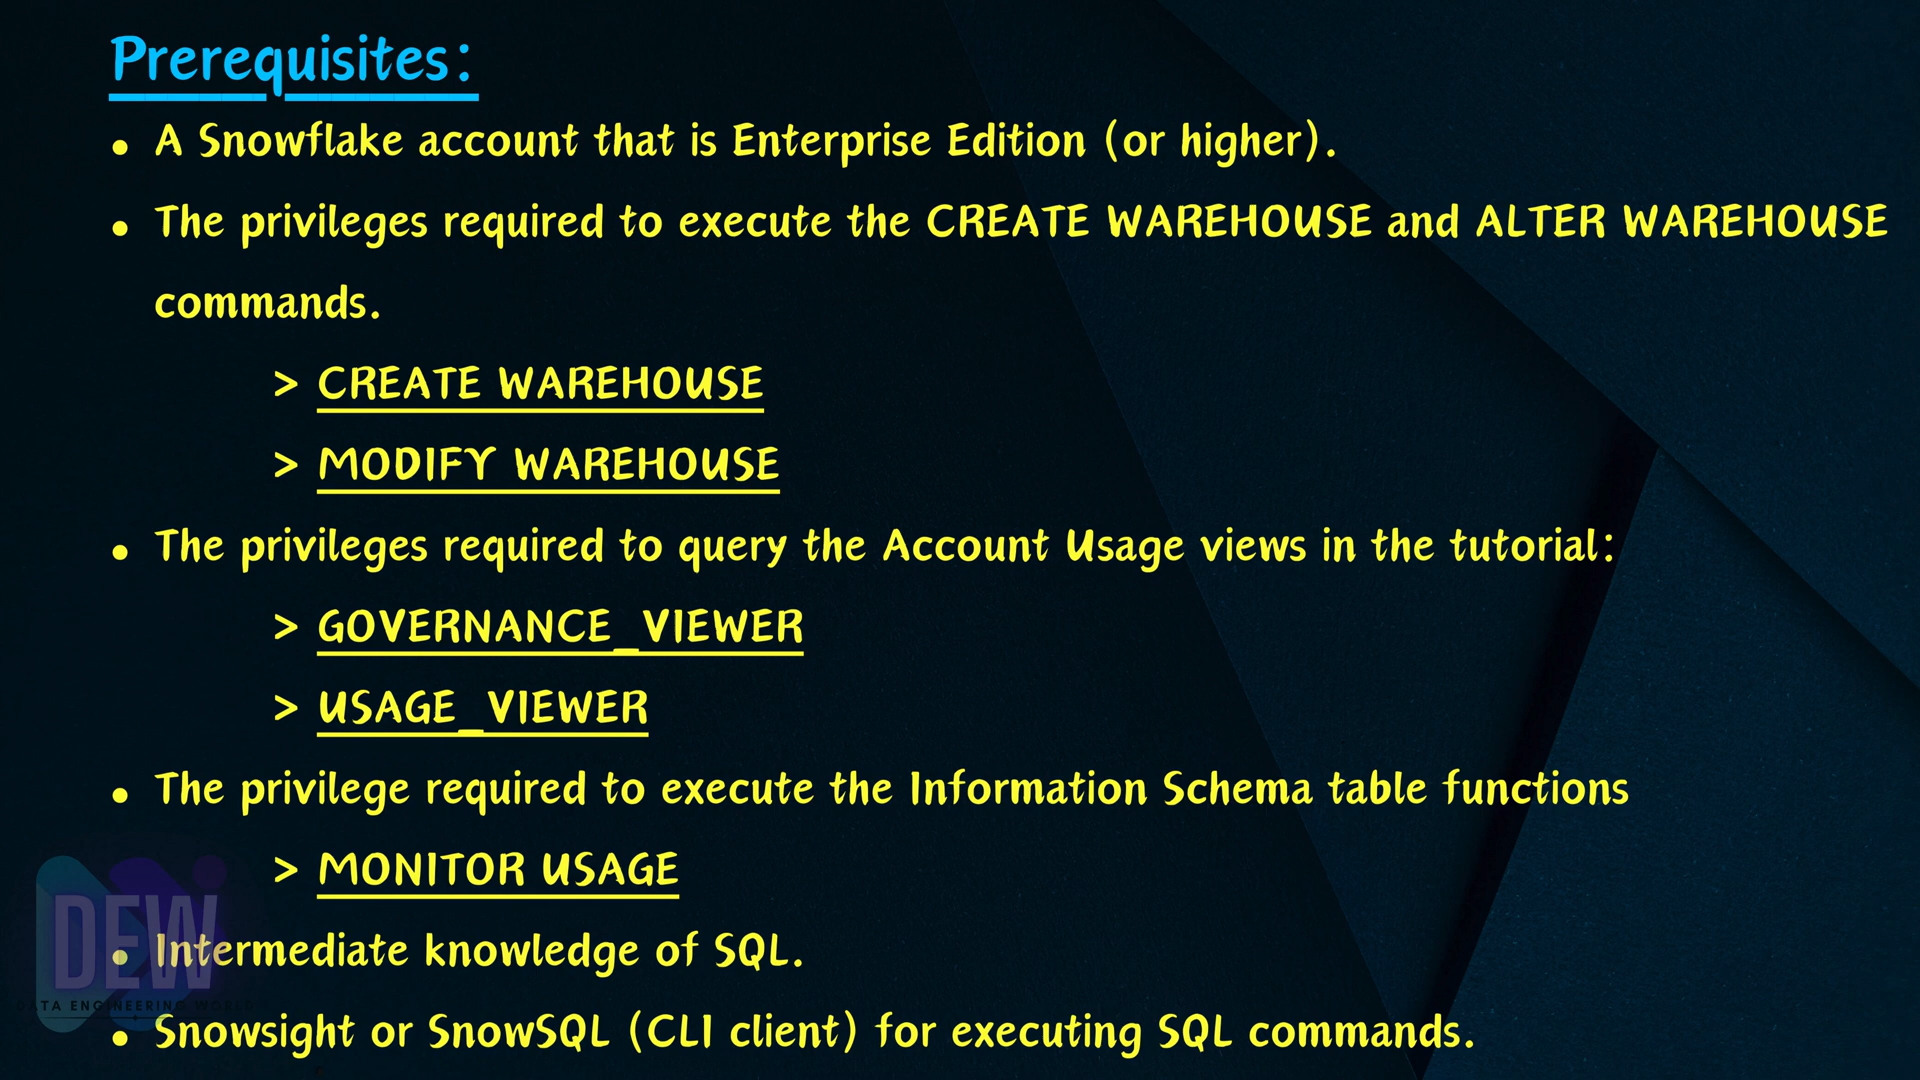 Prerequisites:
• A Snowflake account that is Enterprise Edition (or higher).
• The privileges required to execute the CREATE WAREHOUSE and ALTER WAREHOUSE
commands.
> CREATE WAREHOUSE
> MODIFY WAREHOUSE
• The privileges required to query the Account Usage views in the tutorial:
> GOVERNANCE_VIEWER
> USAGE_VIEWER
• The privilege required to execute the Information Schema table functions
> MONITOR USAGE
• Intermediate knowledge of SQL.
• Snowsight or SnowSQL (CLI client) for executing SQL commands.
DEW
DATA ENGINEERING WORLD